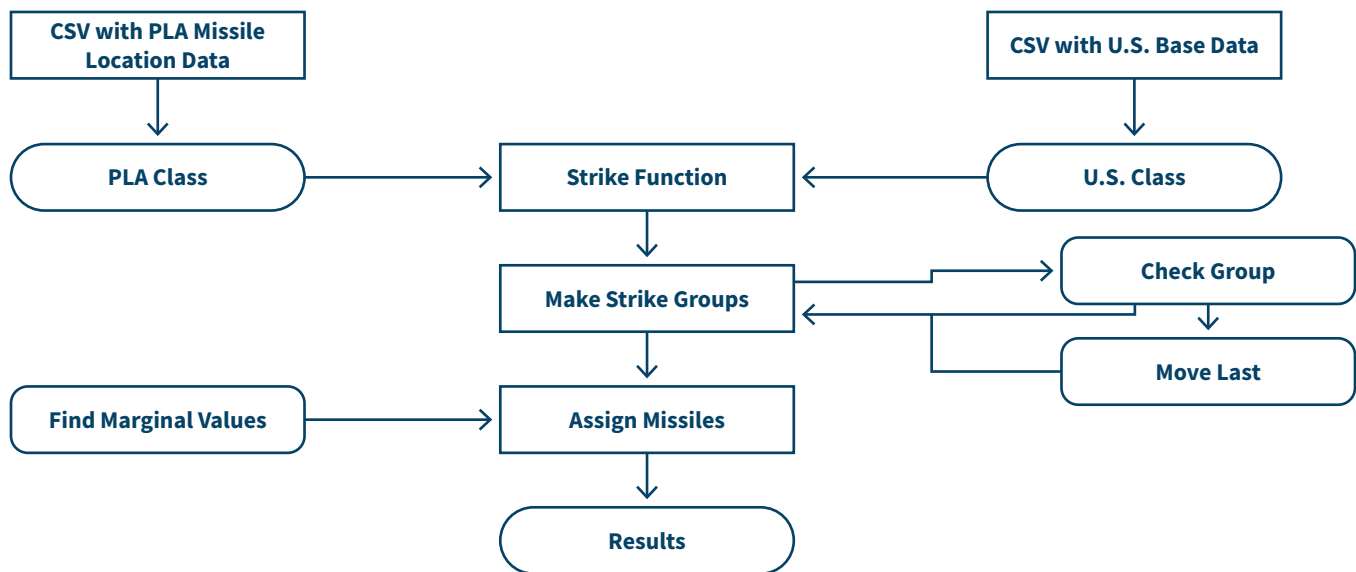 CSV with PLA Missile
Location Data
CSV with U.S. Base Data
PLA Class
Strike Function
U.S. Class
Check Group
Make Strike Groups
Move Last
Find Marginal Values
Assign Missiles
Results